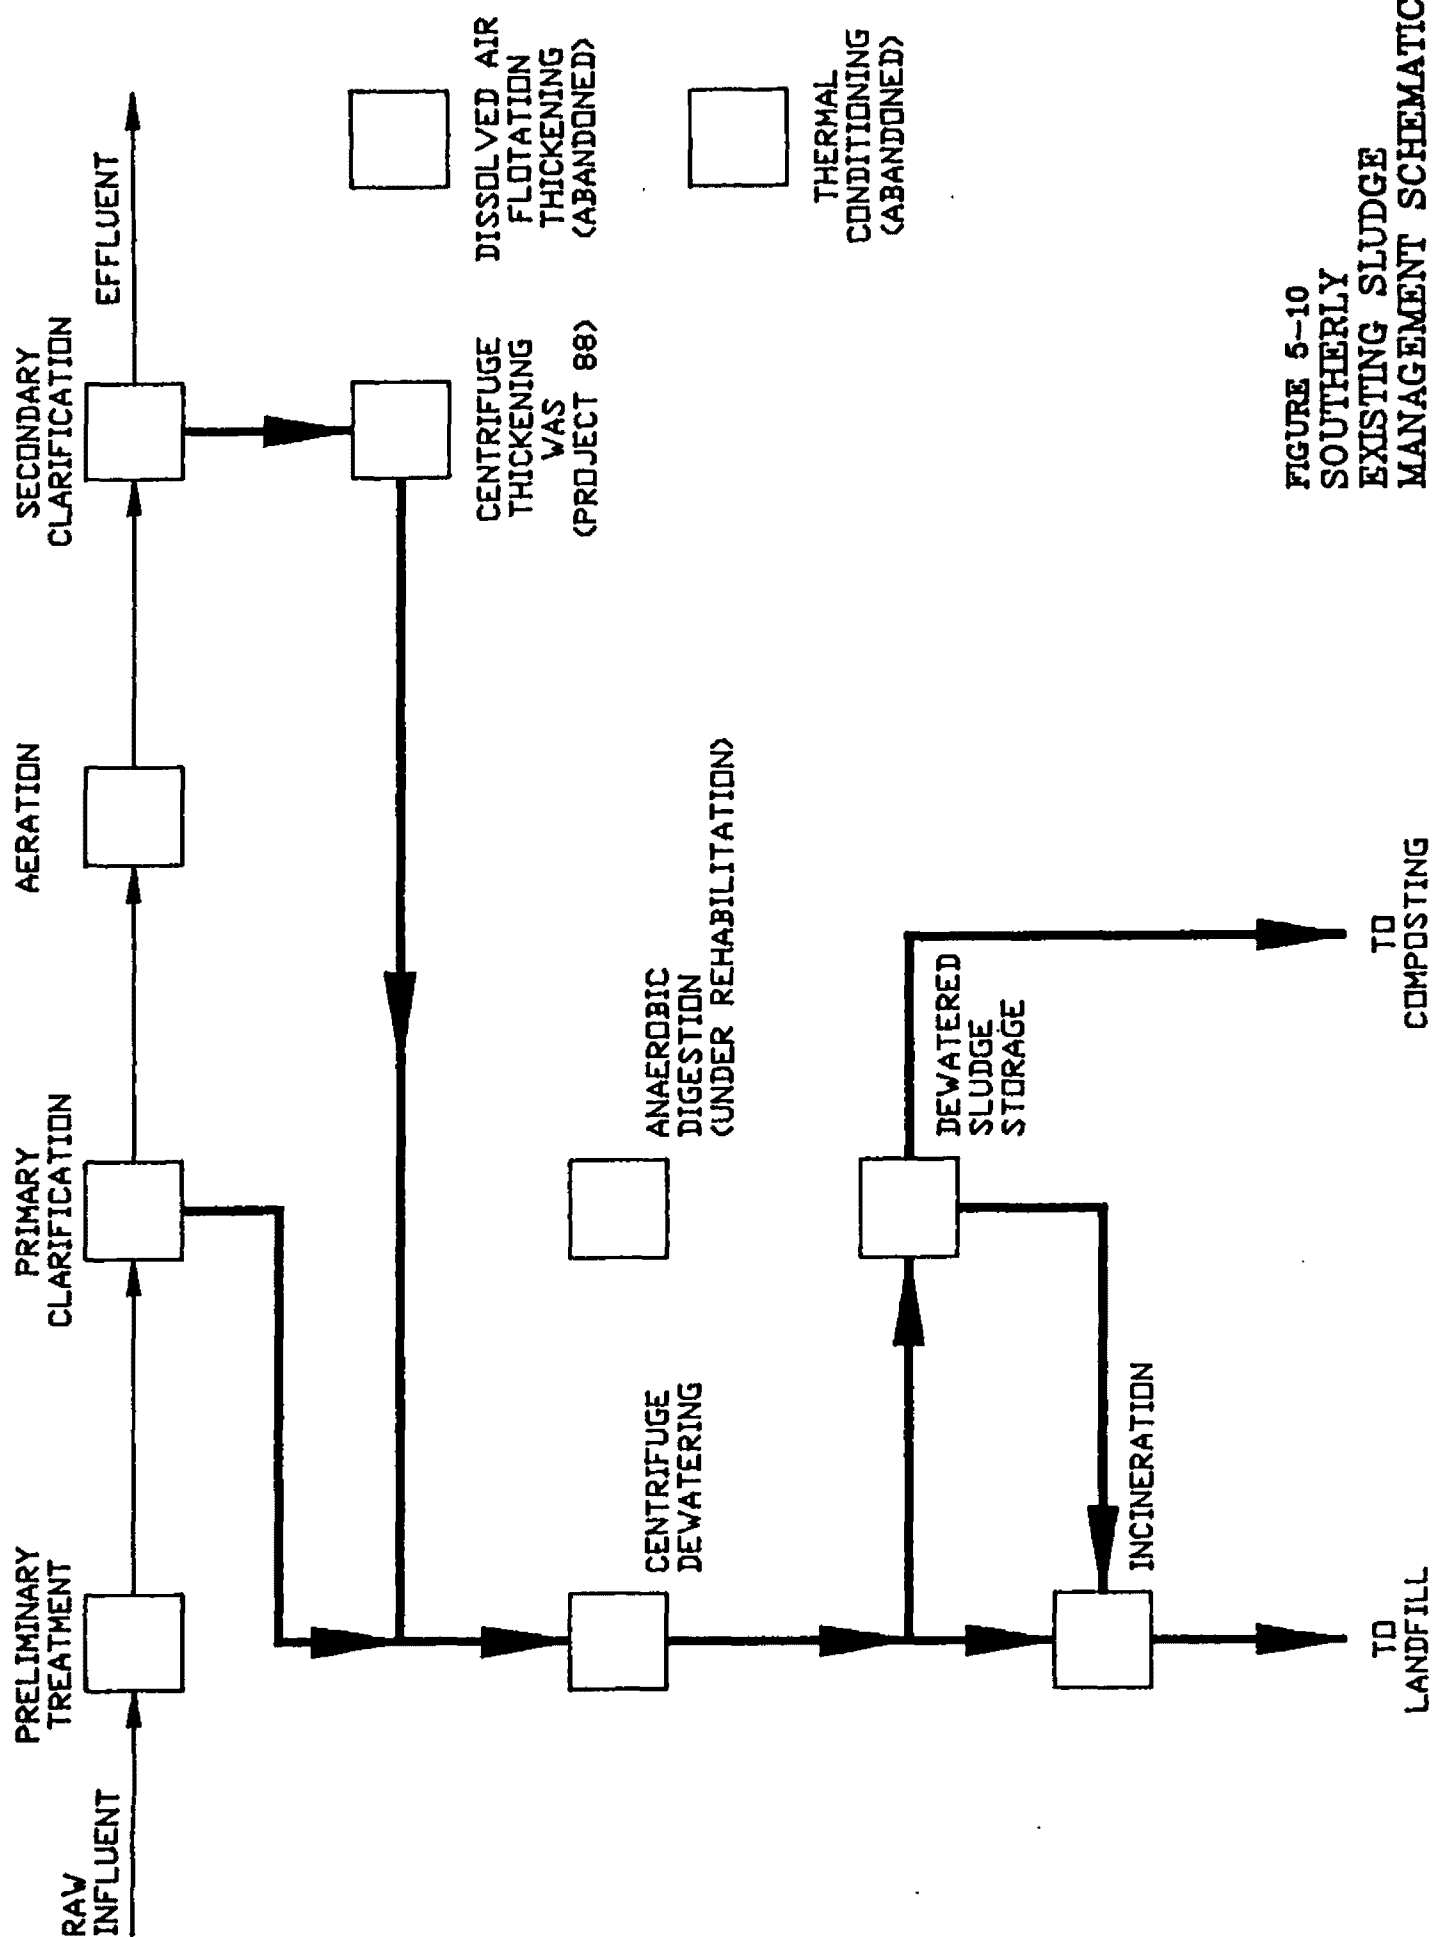 RAW
INFLUENT
PRELIMINARY
TREATMENT
PRIMARY
CLARIFICATION
AERATION
SECONDARY
CLARIFICATION
EFFLUENT
CENTRIFUGE
THICKENING
WAS
(PROJECT 88)
DISSOLVED AIR
FLOTATION
THICKENING
(ABANDONED)
CENTRIFUGE
DEWATERING
ANAEROBIC
DIGESTION
(UNDER REHABILITATION)
THERMAL
CONDITIONING
(ABANDONED)
DEWATERED
SLUDGE
STORAGE
INCINERATION
TO
LANDFILL
TO
COMPOSTING
FIGURE 5-10
SOUTHERLY
EXISTING SLUDGE
MANAGEMENT SCHEMATIC